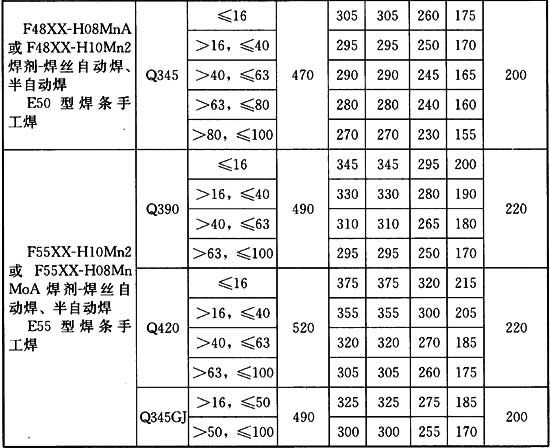 F48XX-H08MnA
或F48XX-H10Mn2
焊剂-焊丝自动焊、
半自动焊
E50 型焊条手
工焊
Q345
470
200
≤16 305 305 260 175
>16，≤40 295 295 250 170
>40，≤63 290 290 245 165
>63，≤80 280 280 240 160
>80，≤100 270 270 230 155
F55XX-H10Mn2
或 F55XX-H08Mn
MoA 焊剂-焊丝自
动焊、半自动焊
E55 型焊条手
工焊
Q390
490
220
≤16 345 345 295 200
>16，≤40 330 330 280 190
>40，≤63 310 310 265 180
>63，≤100 295 295 250 170
Q420
520
220
≤16 375 375 320 215
>16，≤40 355 355 300 205
>40，≤63 320 320 270 185
>63，≤100 305 305 260 175
Q345GJ
490
200
>16，≤50 325 325 275 185
>50，≤100 300 300 255 170